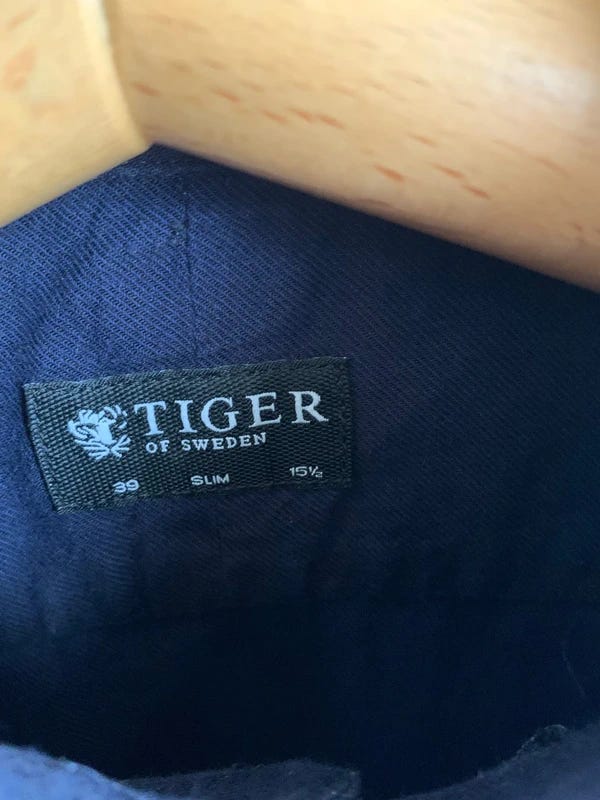 TIGER
OF SWEDEN
39 SLIM 15½